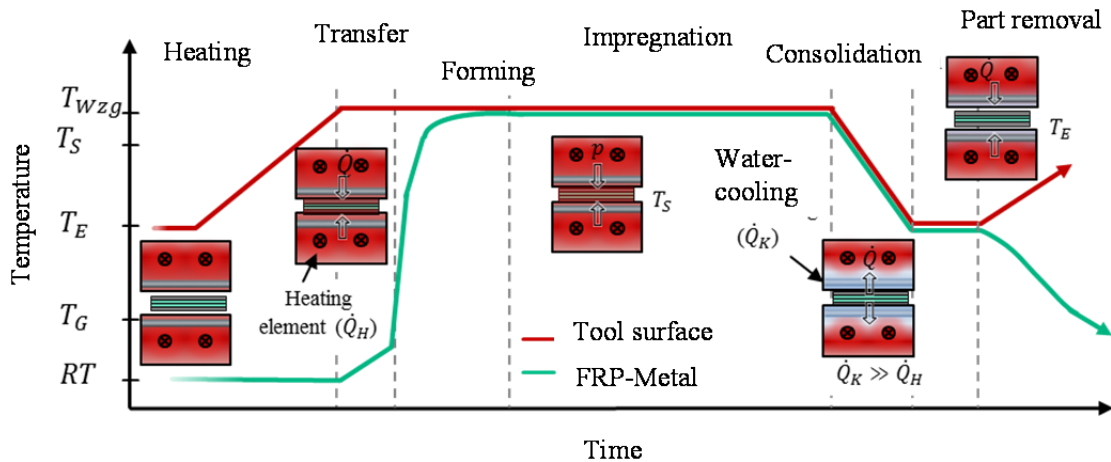 Part removal
Heating
Transfer
Impregnation
Consolidation
Forming
Temperature
T_Wzg
T_S
T_E
T_G
RT
Q̇
Heating
element (Q̇_H)
p
T_S
Water-
cooling
(Q̇_K)
Q̇
Q̇_K ≫ Q̇_H
Q̇
T_E
Tool surface
FRP-Metal
Time